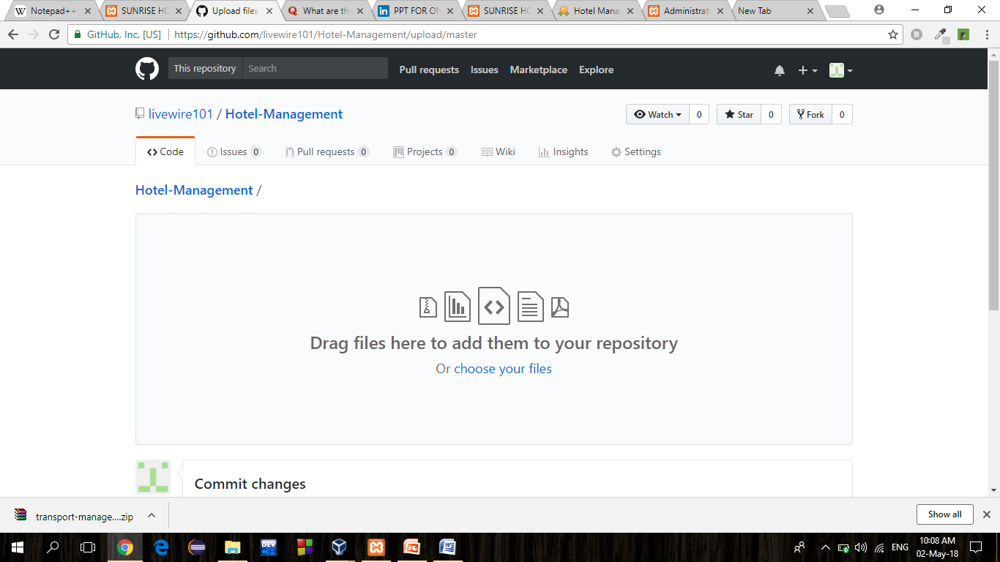 Notepad++
SUNRISE HO
Upload files
What are the
PPT FOR ON
SUNRISE HO
Hotel Mana
Administrat
New Tab
GitHub, Inc. [US]
https://github.com/livewire101/Hotel-Management/upload/master
This repository
Search
Pull requests
Issues
Marketplace
Explore
livewire101 / Hotel-Management
Watch 0
Star 0
Fork 0
Code
Issues 0
Pull requests 0
Projects 0
Wiki
Insights
Settings
Hotel-Management /
Drag files here to add them to your repository
Or choose your files
Commit changes
transport-manage....zip
Show all
DEV
ENG
10:08 AM
02-May-18